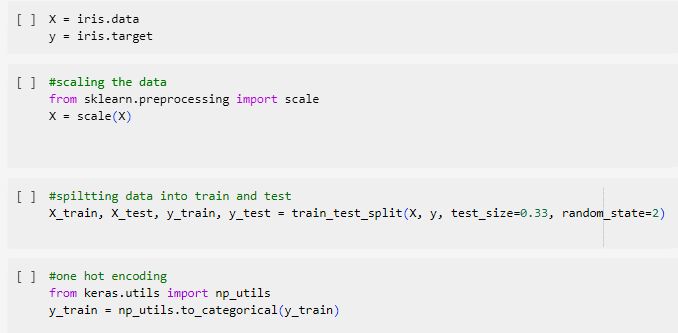 [ ] X = iris.data
y = iris.target
[ ] #scaling the data
from sklearn.preprocessing import scale
X = scale(X)
[ ] #spiltting data into train and test
X_train, X_test, y_train, y_test = train_test_split(X, y, test_size=0.33, random_state=2)
[ ] #one hot encoding
from keras.utils import np_utils
y_train = np_utils.to_categorical(y_train)